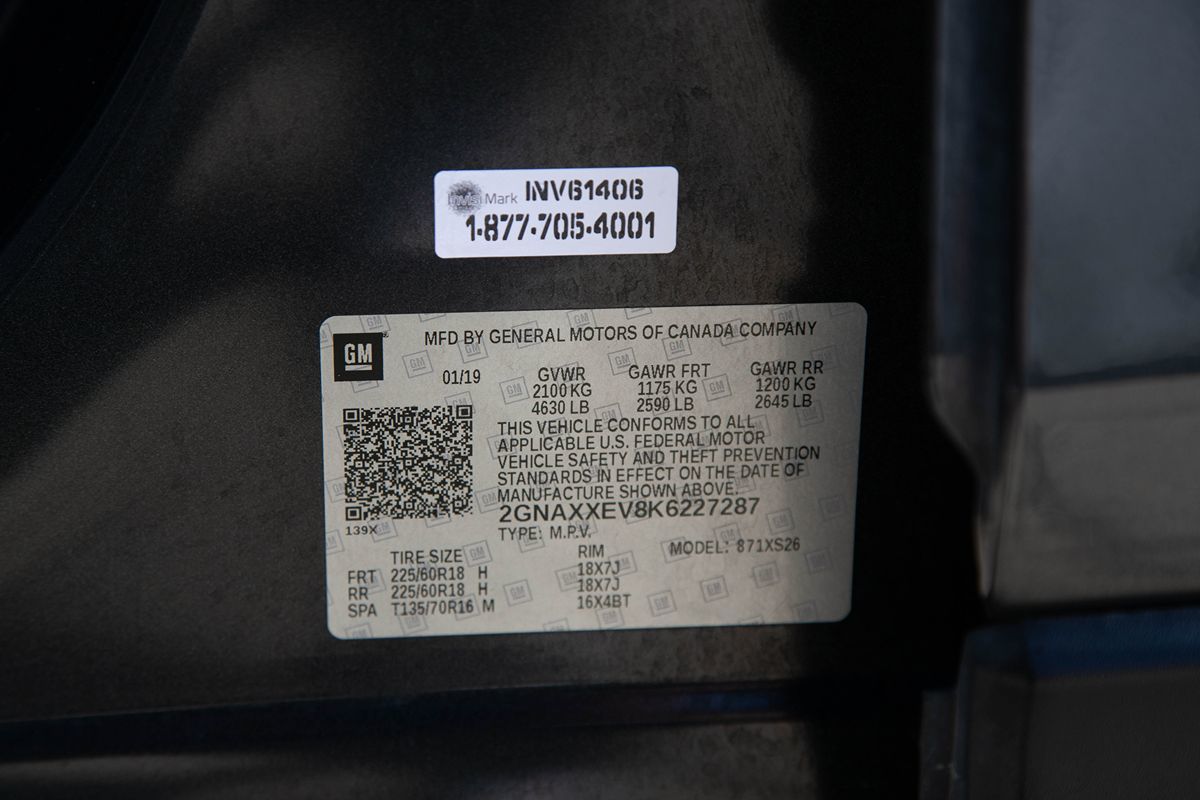 InVisiMark INV61406
1-877-705-4001
MFD BY GENERAL MOTORS OF CANADA COMPANY
GM
01/19 GVWR GAWR FRT GAWR RR
2100 KG 1175 KG 1200 KG
4630 LB 2590 LB 2645 LB
THIS VEHICLE CONFORMS TO ALL
APPLICABLE U.S. FEDERAL MOTOR
VEHICLE SAFETY AND THEFT PREVENTION
STANDARDS IN EFFECT ON THE DATE OF
MANUFACTURE SHOWN ABOVE.
2GNAXXEV8K6227287
139X
TYPE: M.P.V. MODEL: 871XS26
TIRE SIZE RIM
FRT 225/60R18 H 18X7J
RR 225/60R18 H 18X7J
SPA T135/70R16 M 16X4BT